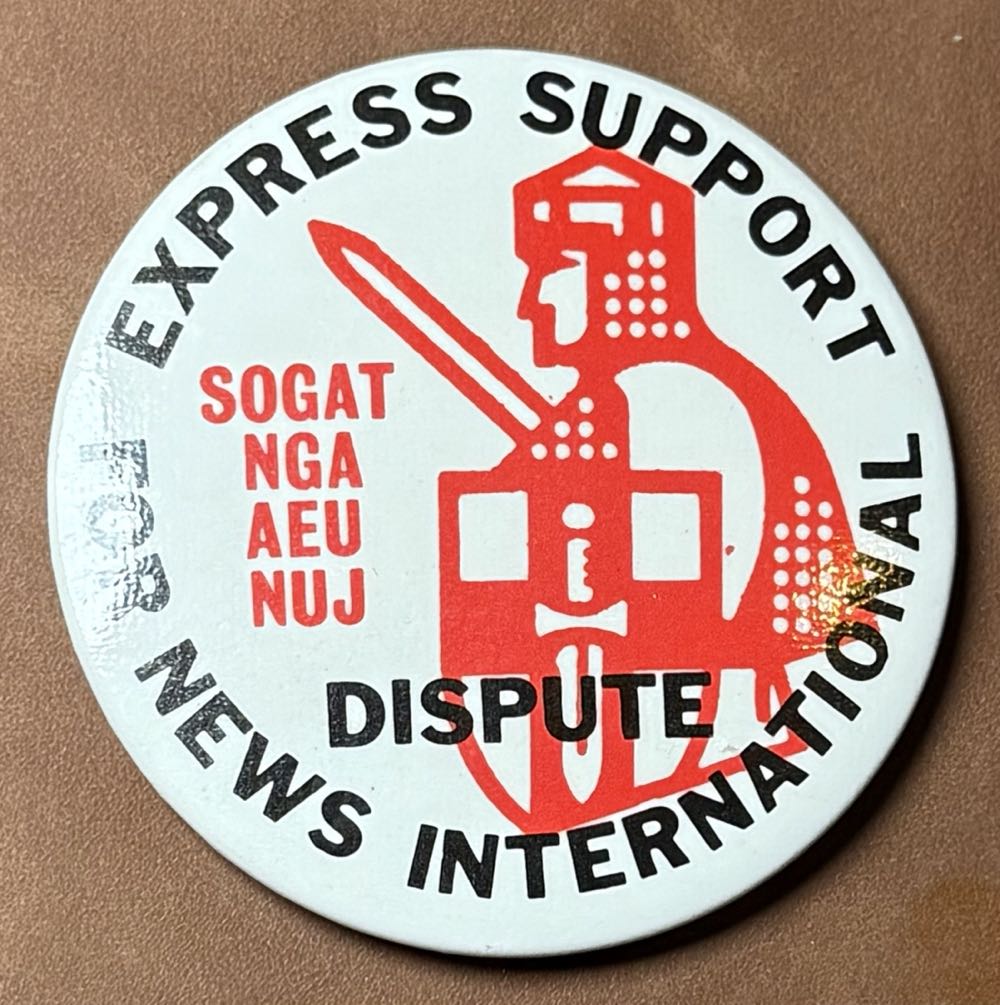 EXPRESS SUPPORT
FOR NEWS INTERNATIONAL
DISPUTE
SOGAT
NGA
AEU
NUJ